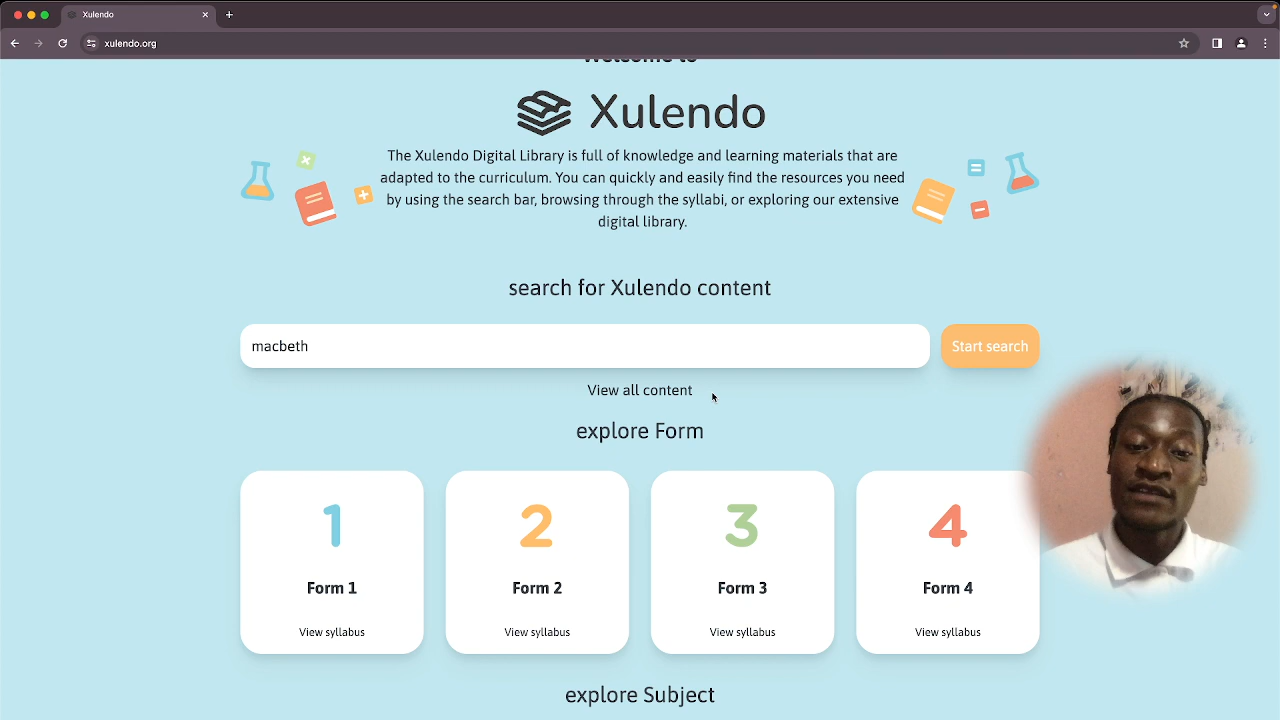 Xulendo
xulendo.org
Welcome to
Xulendo
The Xulendo Digital Library is full of knowledge and learning materials that are
adapted to the curriculum. You can quickly and easily find the resources you need
by using the search bar, browsing through the syllabi, or exploring our extensive
digital library.
search for Xulendo content
macbeth
Start search
View all content
explore Form
1
2
3
4
Form 1
Form 2
Form 3
Form 4
View syllabus
View syllabus
View syllabus
View syllabus
explore Subject